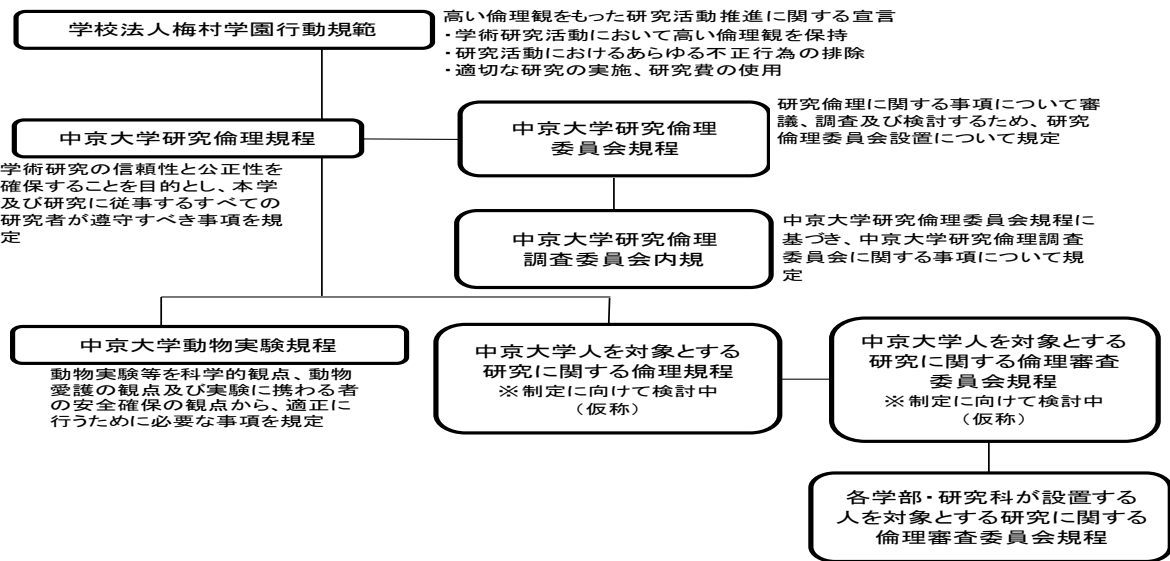 学校法人梅村学園行動規範
高い倫理観をもった研究活動推進に関する宣言
・学術研究活動において高い倫理観を保持
・研究活動におけるあらゆる不正行為の排除
・適切な研究の実施、研究費の使用
中京大学研究倫理規程
学術研究の信頼性と公正性を
確保することを目的とし、本学
及び研究に従事するすべての
研究者が遵守すべき事項を規
定
中京大学研究倫理
委員会規程
研究倫理に関する事項について審
議、調査及び検討するため、研究
倫理委員会設置について規定
中京大学研究倫理
調査委員会内規
中京大学研究倫理委員会規程に
基づき、中京大学研究倫理調査
委員会に関する事項について規
定
中京大学動物実験規程
動物実験等を科学的観点、動物
愛護の観点及び実験に携わる者
の安全確保の観点から、適正に
行うために必要な事項を規定
中京大学人を対象とする
研究に関する倫理規程
※制定に向けて検討中
（仮称）
中京大学人を対象とする
研究に関する倫理審査
委員会規程
※制定に向けて検討中
（仮称）
各学部・研究科が設置する
人を対象とする研究に関する
倫理審査委員会規程